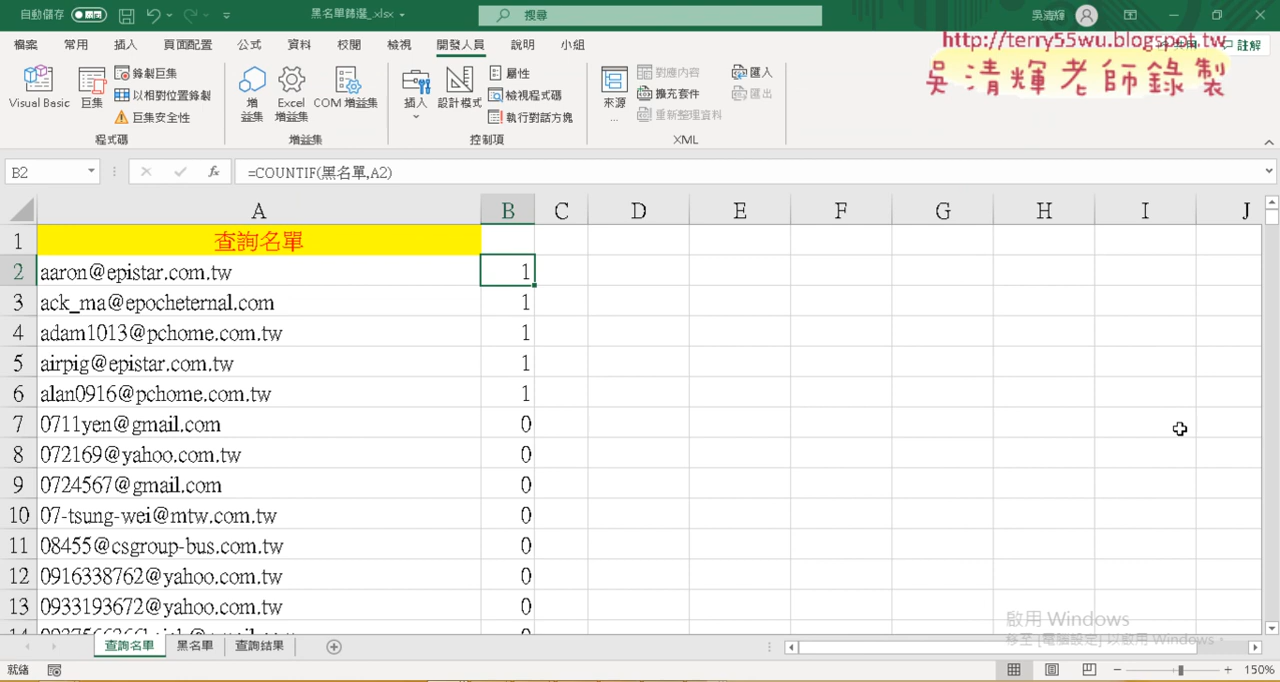 自動儲存
黑名單篩選_.xlsx
搜尋
吳清輝
檔案 常用 插入 頁面配置 公式 資料 校閱 檢視 開發人員 說明 小組
註解
http://terry55wu.blogspot.tw
吳清輝老師錄製
Visual Basic
巨集
錄製巨集
以相對位置錄製
巨集安全性
程式碼
增
益集
Excel
增益集
COM 增益集
增益集
插入
設計模式
屬性
檢視程式碼
執行對話方塊
控制項
來源
...
對應內容
擴充套件
重新整理資料
匯入
匯出
XML
B2
fx
=COUNTIF(黑名單,A2)
A B C D E F G H I J
1 查詢名單
2 aaron@epistar.com.tw 1
3 ack_ma@epocheternal.com 1
4 adam1013@pchome.com.tw 1
5 airpig@epistar.com.tw 1
6 alan0916@pchome.com.tw 1
7 0711yen@gmail.com 0
8 072169@yahoo.com.tw 0
9 0724567@gmail.com 0
10 07-tsung-wei@mtw.com.tw 0
11 08455@csgroup-bus.com.tw 0
12 0916338762@yahoo.com.tw 0
13 0933193672@yahoo.com.tw 0
啟用 Windows
移至 [電腦設定] 以啟用 Windows。
查詢名單 黑名單 查詢結果
就緒
150%